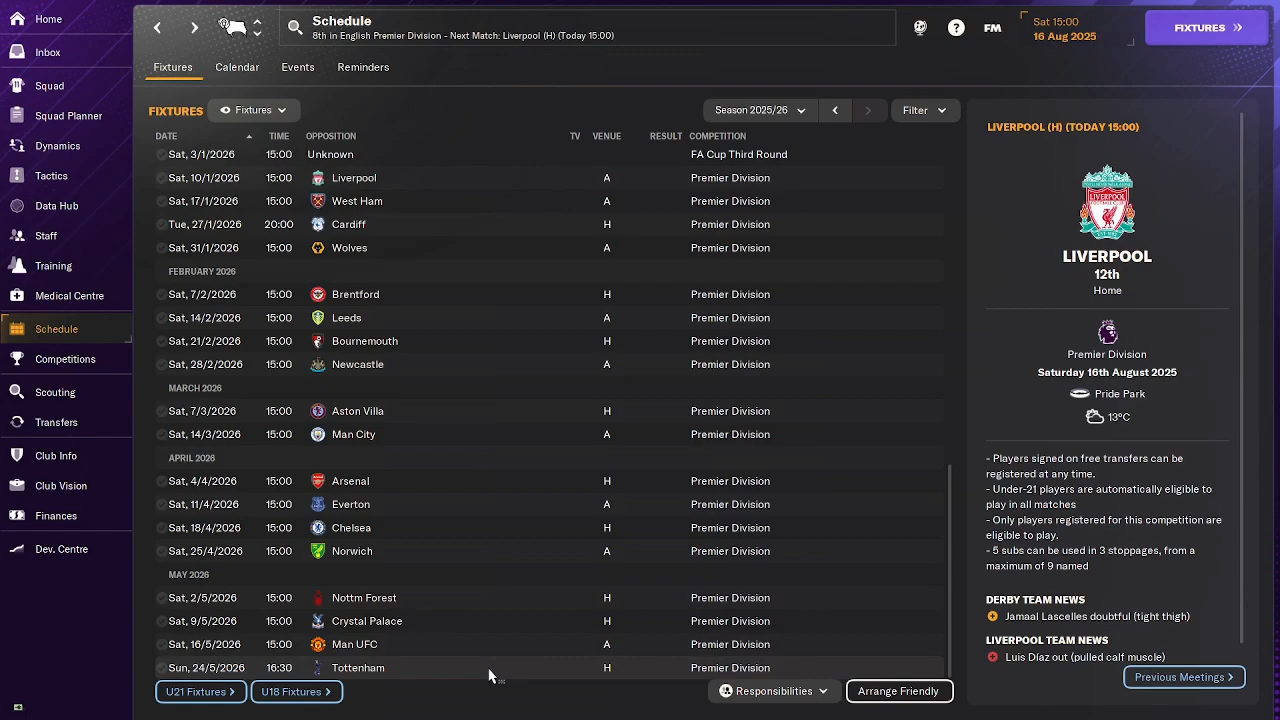 Home
Inbox
Squad
Squad Planner
Dynamics
Tactics
Data Hub
Staff
Training
Medical Centre
Schedule
Competitions
Scouting
Transfers
Club Info
Club Vision
Finances
Dev. Centre
Schedule
8th in English Premier Division - Next Match: Liverpool (H) (Today 15:00)
FM
Sat 15:00
16 Aug 2025
FIXTURES
Fixtures Calendar Events Reminders
FIXTURES Fixtures Season 2025/26 Filter
DATE TIME OPPOSITION TV VENUE RESULT COMPETITION
Sat, 3/1/2026 15:00 Unknown FA Cup Third Round
Sat, 10/1/2026 15:00 Liverpool A Premier Division
Sat, 17/1/2026 15:00 West Ham A Premier Division
Tue, 27/1/2026 20:00 Cardiff H Premier Division
Sat, 31/1/2026 15:00 Wolves A Premier Division
FEBRUARY 2026
Sat, 7/2/2026 15:00 Brentford H Premier Division
Sat, 14/2/2026 15:00 Leeds A Premier Division
Sat, 21/2/2026 15:00 Bournemouth H Premier Division
Sat, 28/2/2026 15:00 Newcastle A Premier Division
MARCH 2026
Sat, 7/3/2026 15:00 Aston Villa H Premier Division
Sat, 14/3/2026 15:00 Man City A Premier Division
APRIL 2026
Sat, 4/4/2026 15:00 Arsenal H Premier Division
Sat, 11/4/2026 15:00 Everton A Premier Division
Sat, 18/4/2026 15:00 Chelsea H Premier Division
Sat, 25/4/2026 15:00 Norwich A Premier Division
MAY 2026
Sat, 2/5/2026 15:00 Nottm Forest H Premier Division
Sat, 9/5/2026 15:00 Crystal Palace H Premier Division
Sat, 16/5/2026 15:00 Man UFC A Premier Division
Sun, 24/5/2026 16:30 Tottenham H Premier Division
U21 Fixtures U18 Fixtures Responsibilities Arrange Friendly
LIVERPOOL (H) (TODAY 15:00)
LIVERPOOL
12th
Home
Premier Division
Saturday 16th August 2025
Pride Park
13°C
- Players signed on free transfers can be
registered at any time.
- Under-21 players are automatically eligible to
play in all matches
- Only players registered for this competition are
eligible to play.
- 5 subs can be used in 3 stoppages, from a
maximum of 9 named
DERBY TEAM NEWS
Jamaal Lascelles doubtful (tight thigh)
LIVERPOOL TEAM NEWS
Luis Díaz out (pulled calf muscle)
Previous Meetings